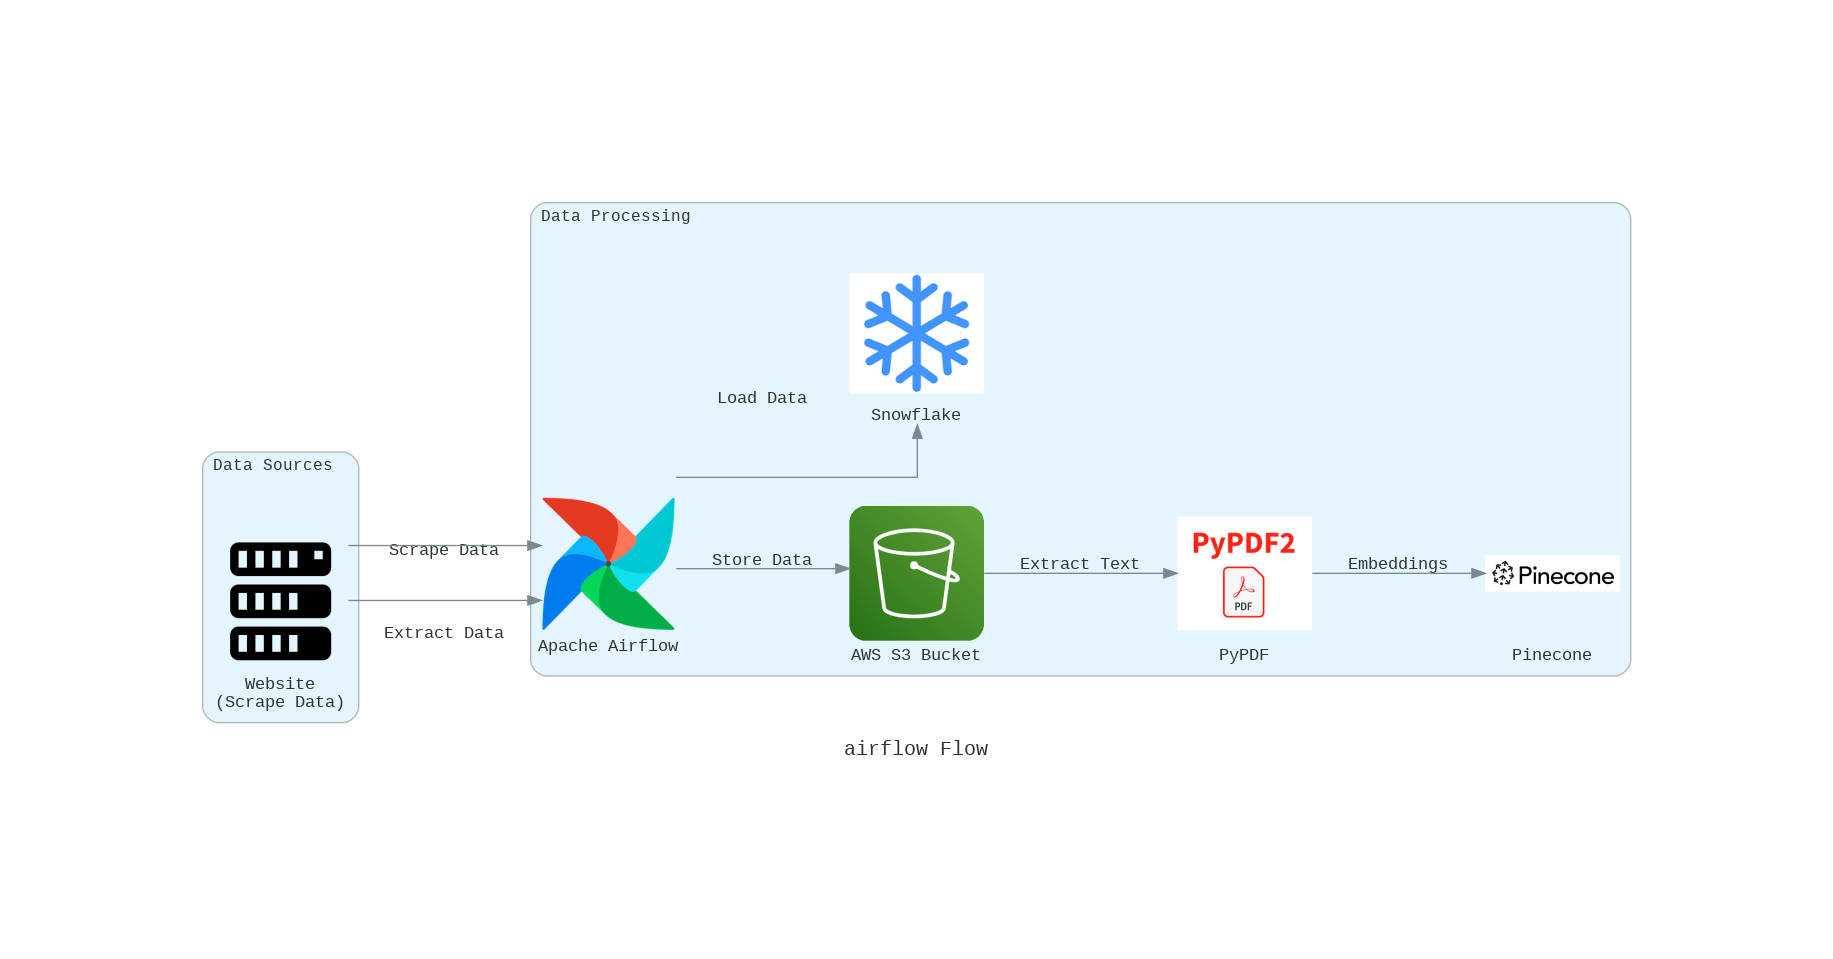 Data Processing
Load Data
Snowflake
Data Sources
Scrape Data
Extract Data
Website
(Scrape Data)
Apache Airflow
Store Data
AWS S3 Bucket
Extract Text
PyPDF2
PDF
PyPDF
Embeddings
Pinecone
Pinecone
airflow Flow